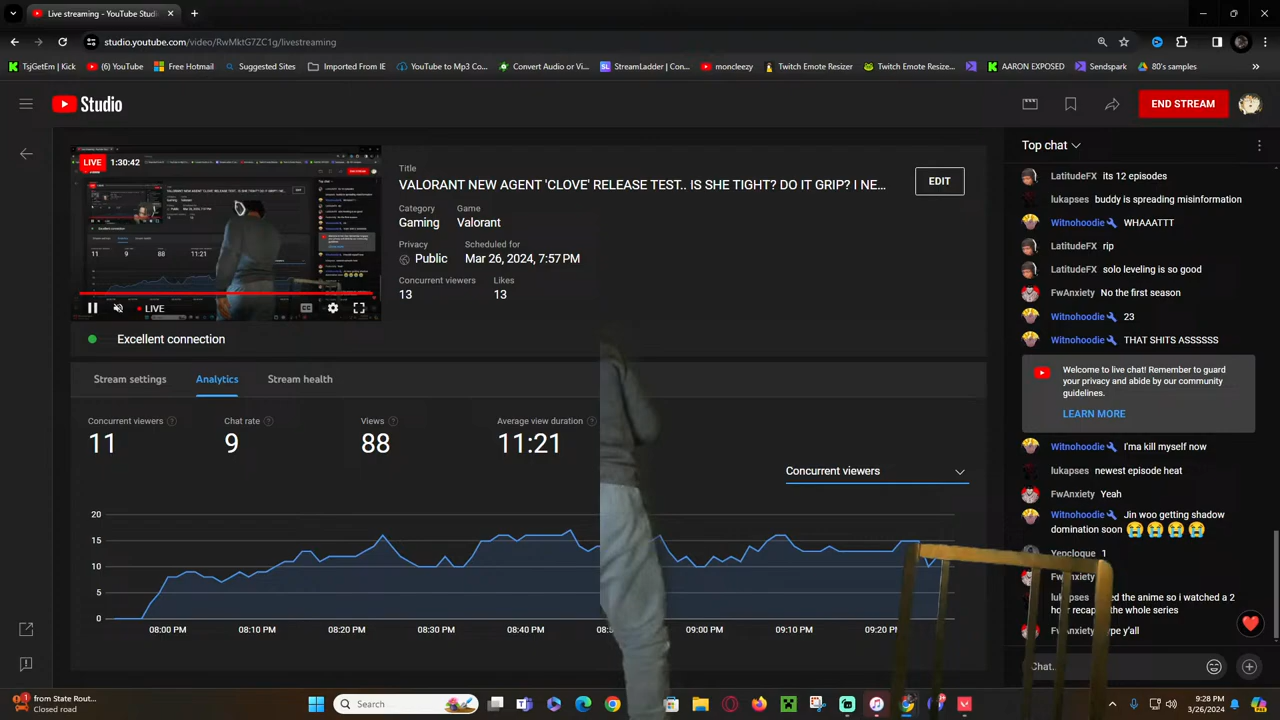 Live streaming - YouTube Studi
studio.youtube.com/video/RwMktG7ZC1g/livestreaming
TsjGetEm | Kick
(6) YouTube
Free Hotmail
Suggested Sites
Imported From IE
YouTube to Mp3 Co...
Convert Audio or Vi...
StreamLadder | Con...
moncleezy
Twitch Emote Resizer
Twitch Emote Resize...
AARON EXPOSED
Sendspark
80's samples
Studio
END STREAM
LIVE 1:30:42
LIVE
Title
VALORANT NEW AGENT 'CLOVE' RELEASE TEST.. IS SHE TIGHT? DO IT GRIP? I NE...
EDIT
Category Game
Gaming Valorant
Privacy Scheduled for
Public Mar 26, 2024, 7:57 PM
Concurrent viewers Likes
13 13
Excellent connection
Stream settings Analytics Stream health
Concurrent viewers Chat rate Views Average view duration
11 9 88 11:21
Concurrent viewers
20
15
10
5
0
08:00 PM 08:10 PM 08:20 PM 08:30 PM 08:40 PM 09:00 PM 09:10 PM 09:20
Top chat
LatitudeFX its 12 episodes
lukapses buddy is spreading misinformation
Witnohoodie WHAAATTT
LatitudeFX rip
LatitudeFX solo leveling is so good
FwAnxiety No the first season
Witnohoodie 23
Witnohoodie THAT SHITS ASSSSSS
Welcome to live chat! Remember to guard
your privacy and abide by our community
guidelines.
LEARN MORE
Witnohoodie I'ma kill myself now
lukapses newest episode heat
FwAnxiety Yeah
Witnohoodie Jin woo getting shadow
domination soon 😭😭😭😭
Yepcloque 1
lukapses ed the anime so i watched a 2
hour recap the whole series
FwAnxiety ype y'all
Chat...
from State Rout...
Closed road
Search
9:28 PM
3/26/2024